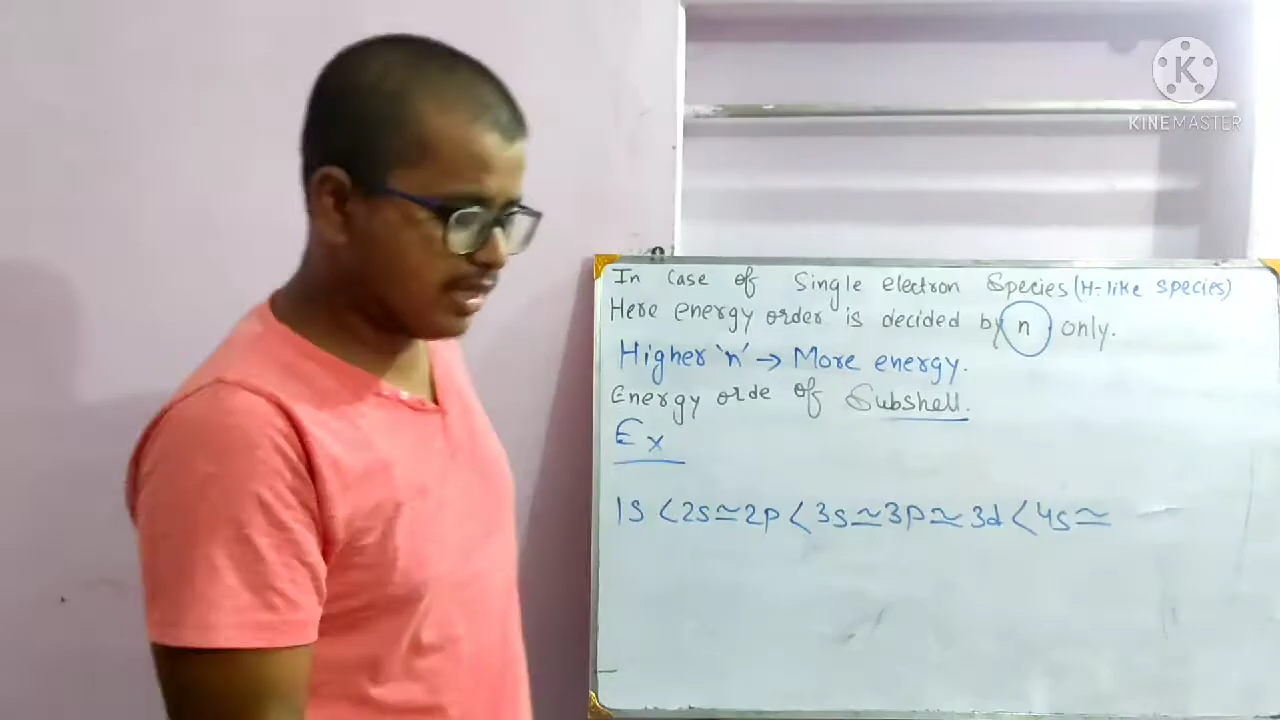 K
KINEMASTER
In Case of Single electron Species (H-like species)
Here energy order is decided by n only.
Higher 'n' → More energy.
Energy orde of Subshell.
Ex
1s < 2s ≃ 2p < 3s ≃ 3p ≃ 3d < 4s ≃